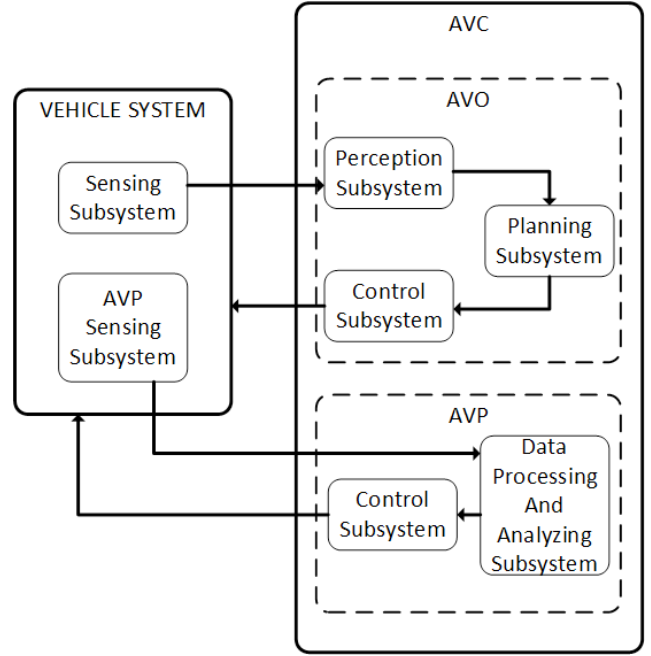 AVC
VEHICLE SYSTEM
Sensing
Subsystem
AVP
Sensing
Subsystem
AVO
Perception
Subsystem
Planning
Subsystem
Control
Subsystem
AVP
Data
Processing
And
Analyzing
Subsystem
Control
Subsystem